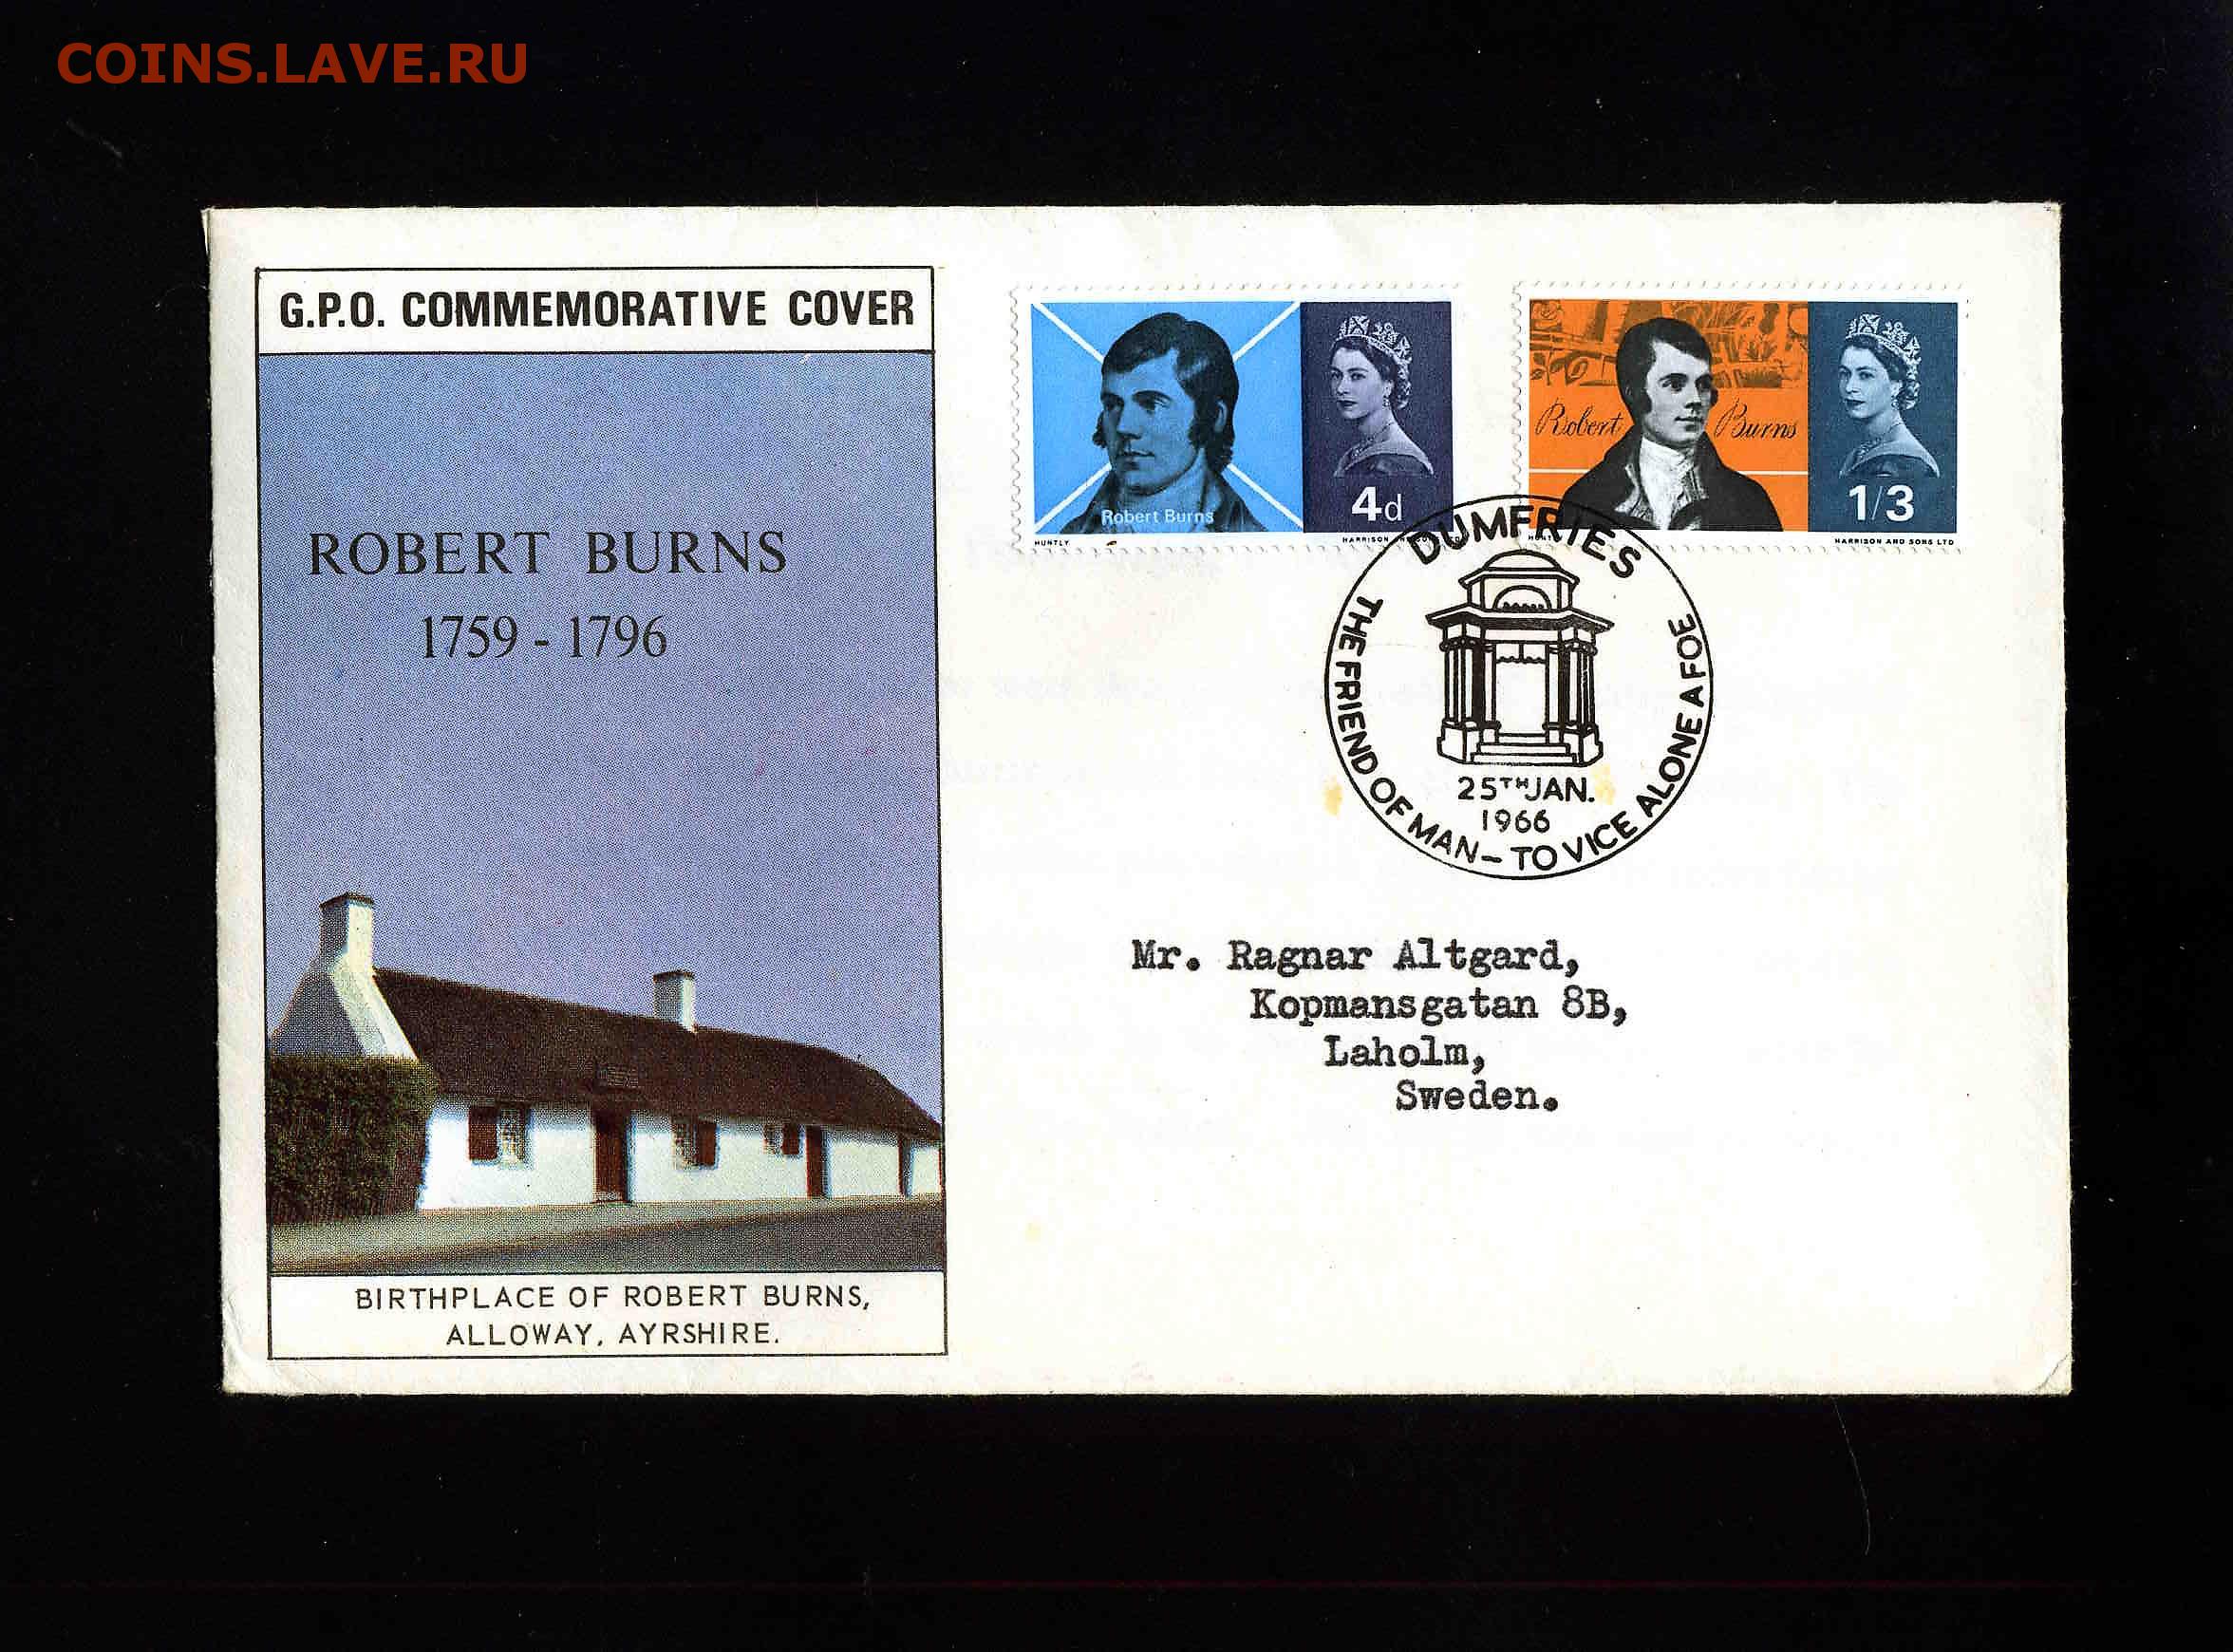 COINS.LAVE.RU
G.P.O. COMMEMORATIVE COVER
ROBERT BURNS
1759 - 1796
BIRTHPLACE OF ROBERT BURNS,
ALLOWAY, AYRSHIRE.
Robert Burns
4d
HUNTLY
HARRISON
Robert Burns
1/3
HARRISON AND SONS LTD
DUMFRIES
THE FRIEND OF MAN – TO VICE ALONE A FOE
25TH JAN.
1966
Mr. Ragnar Altgard,
Kopmansgatan 8B,
Laholm,
Sweden.